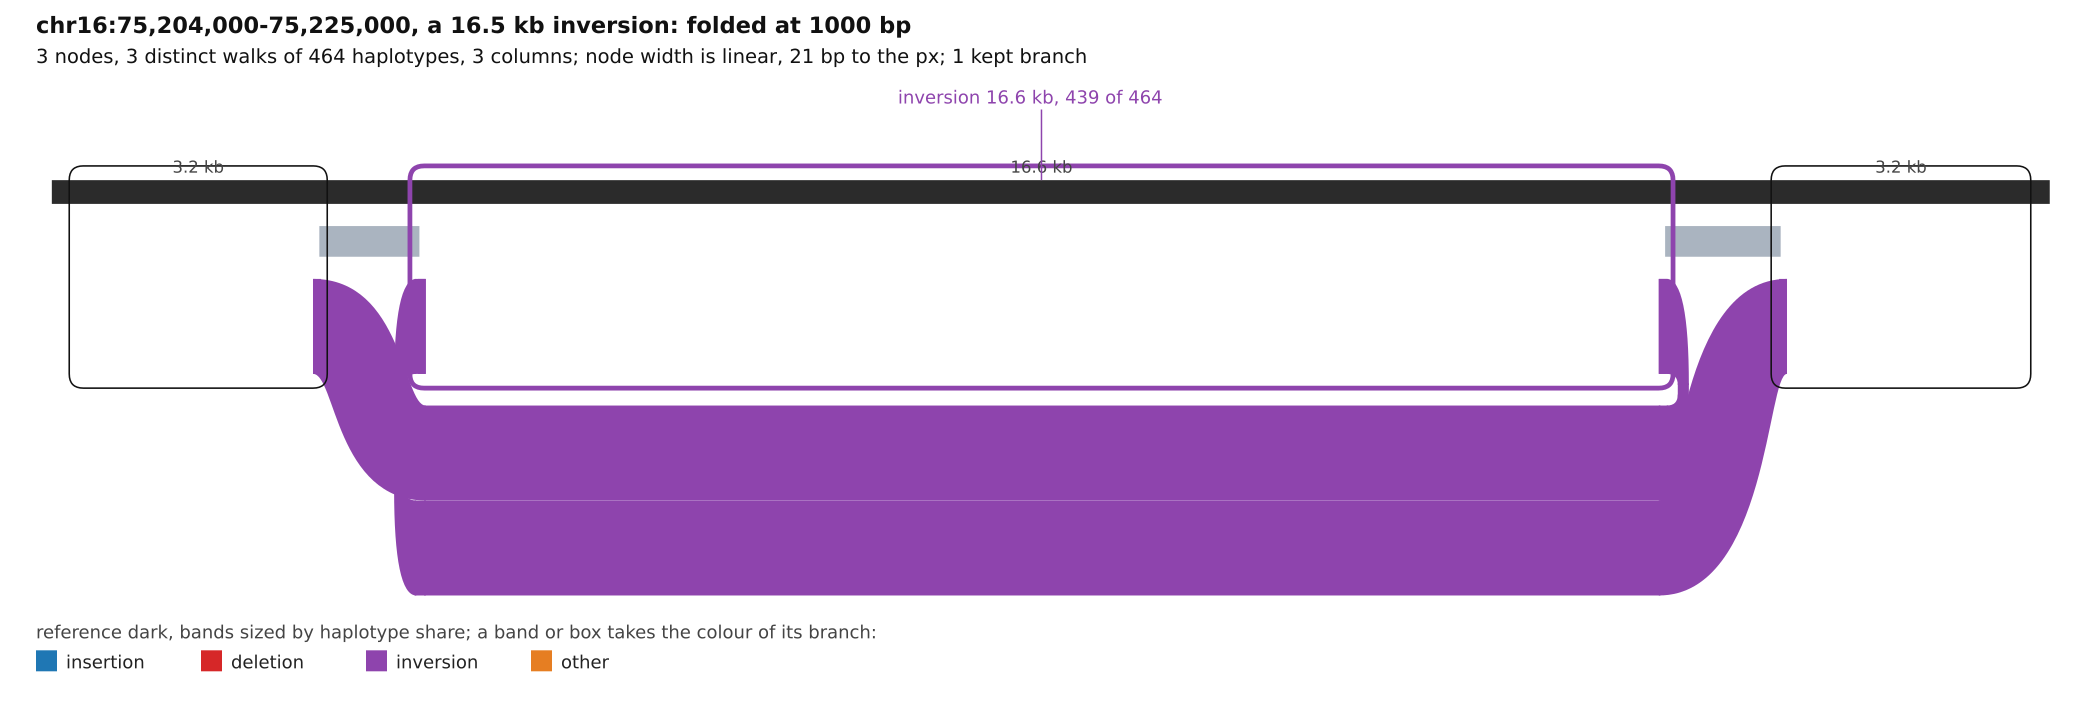 chr16:75,204,000-75,225,000, a 16.5 kb inversion: folded at 1000 bp
3 nodes, 3 distinct walks of 464 haplotypes, 3 columns; node width is linear, 21 bp to the px; 1 kept branch
inversion 16.6 kb, 439 of 464
3.2 kb
16.6 kb
3.2 kb
reference dark, bands sized by haplotype share; a band or box takes the colour of its branch:
insertion
deletion
inversion
other